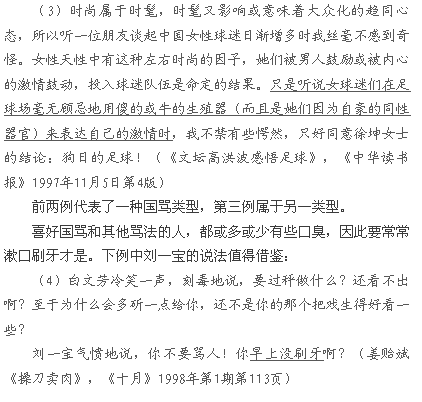 （3）时尚属于时髦，时髦又影响或意味着大众化的趋同心
态，所以听一位朋友谈起中国女性球迷日渐增多时我丝毫不感到奇
怪。女性天性中有这种左右时尚的因子，她们被男人鼓励或被内心
的激情鼓动，投入球迷队伍是命定的结果。只是听说女球迷们在足
球场毫无顾忌地用傻的或牛的生殖器（而且是她们因为自豪的同性
器官）来表达自己的激情时，我不禁有些愕然，只好同意徐坤女士
的结论：狗日的足球！（《文坛高洪波感悟足球》，《中华读书
报》1997年11月5日第4版）
前两例代表了一种国骂类型，第三例属于另一类型。
喜好国骂和其他骂法的人，都或多或少有些口臭，因此要常常
漱口刷牙才是。下例中刘一宝的说法值得借鉴：
（4）白文芳冷笑一声，刻毒地说，要过秤做什么？还看不出
啊？至于为什么会多斫一点给你，还不是你的那个把戏生得好看一
些？
刘一宝气愤地说，你不要骂人！你早上没刷牙啊？（姜贻斌
《操刀卖肉》，《十月》1998年第1期第113页）